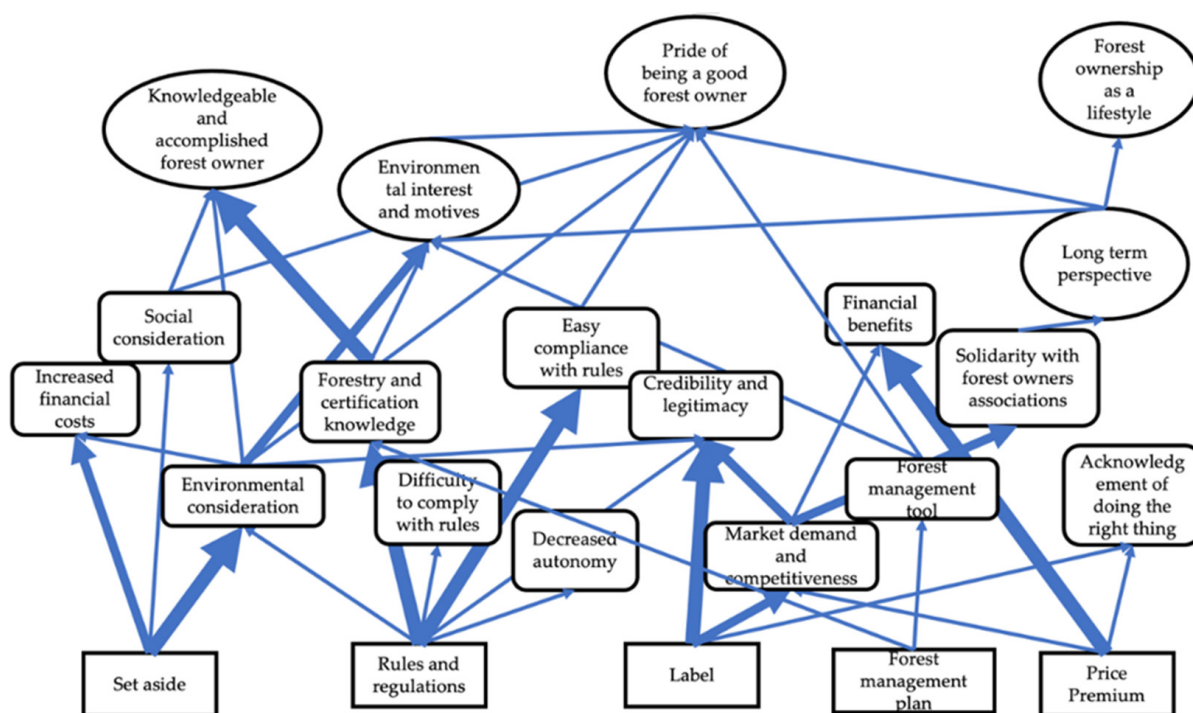 Pride of
being a good
forest owner
Forest
ownership
as a
lifestyle
Knowledgeable
and
accomplished
forest owner
Environmen
tal interest
and motives
Long term
perspective
Social
consideration
Easy
compliance
with rules
Financial
benefits
Solidarity with
forest owners
associations
Increased
financial
costs
Forestry and
certification
knowledge
Credibility and
legitimacy
Environmental
consideration
Difficulty
to comply
with rules
Decreased
autonomy
Market demand
and
competitiveness
Forest
management
tool
Acknowledg
ement of
doing the
right thing
Set aside
Rules and
regulations
Label
Forest
management
plan
Price
Premium